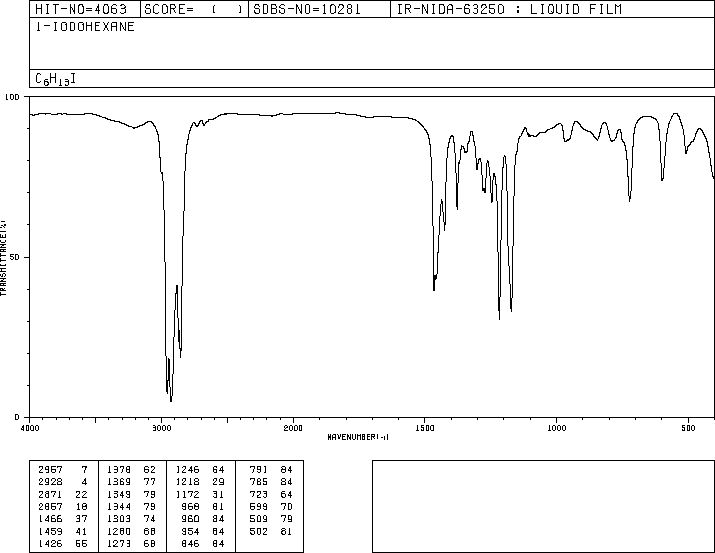 HIT-NO=4063 SCORE= ( ) SDBS-NO=10281 IR-NIDA-63250 : LIQUID FILM
1-IODOHEXANE
C6H13I
100
50
0
TRANSMITTANCE(%)
4000 3000 2000 1500 1000 500
WAVENUMBER(-1)
2957 7 1378 62 1246 64 791 84
2928 4 1369 77 1218 29 785 84
2871 22 1349 79 1172 31 723 64
2857 18 1344 79 968 81 599 70
1466 37 1303 74 960 84 509 79
1459 41 1280 68 954 84 502 81
1426 55 1273 68 846 84